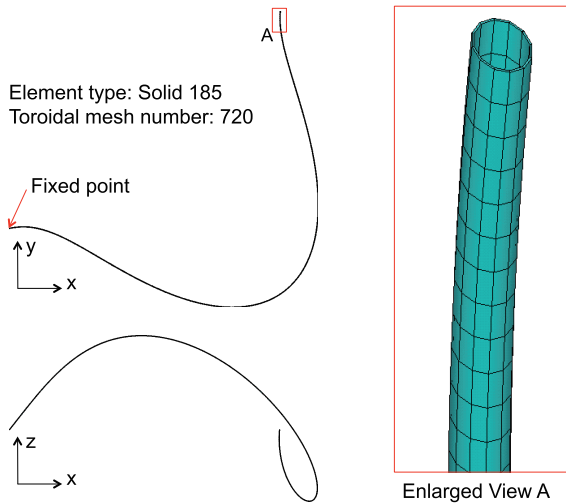 A
Element type: Solid 185
Toroidal mesh number: 720
Fixed point
y
x
z
x
Enlarged View A